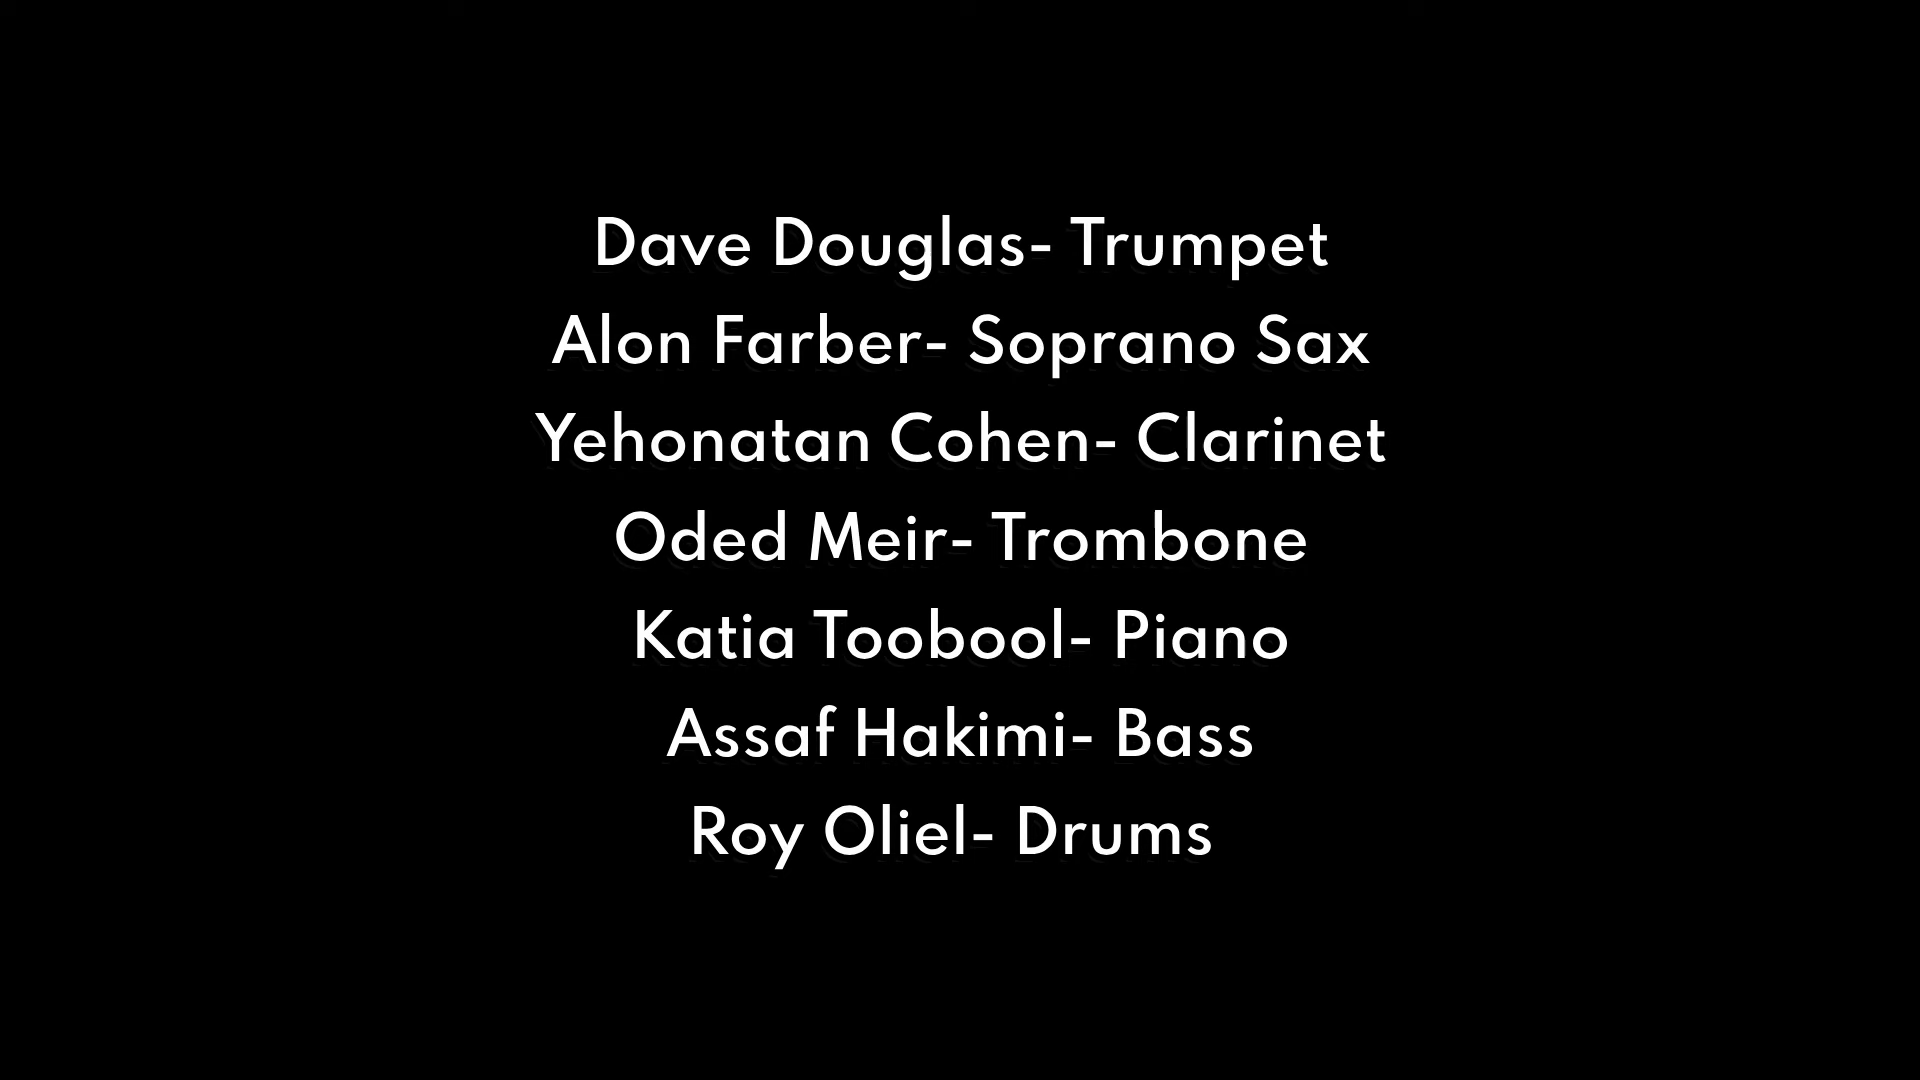 Dave Douglas- Trumpet
Alon Farber- Soprano Sax
Yehonatan Cohen- Clarinet
Oded Meir- Trombone
Katia Toobool- Piano
Assaf Hakimi- Bass
Roy Oliel- Drums